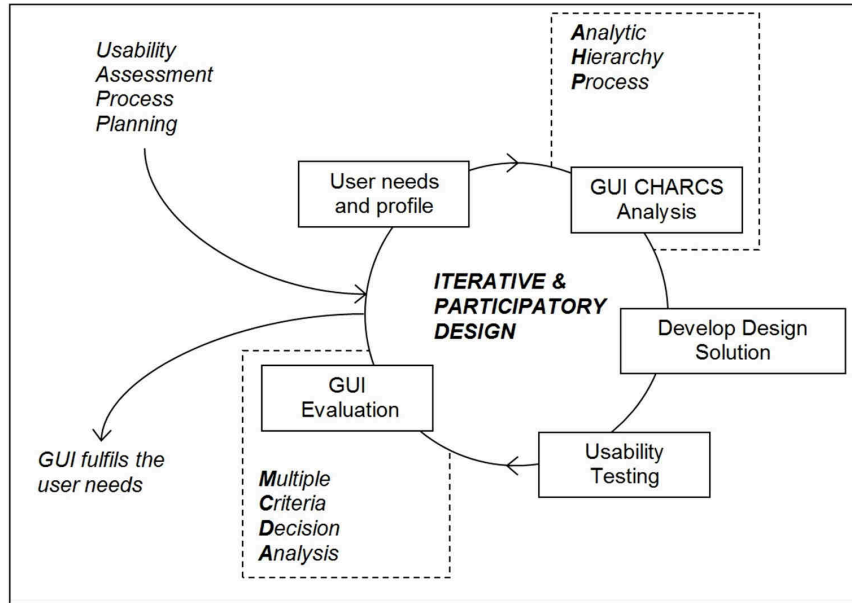 Usability
Assessment
Process
Planning
Analytic
Hierarchy
Process
User needs
and profile
GUI CHARCS
Analysis
ITERATIVE &
PARTICIPATORY
DESIGN
Develop Design
Solution
GUI
Evaluation
Usability
Testing
GUI fulfils the
user needs
Multiple
Criteria
Decision
Analysis